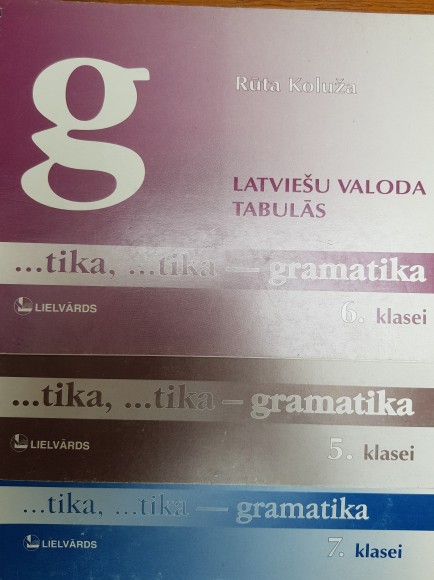 g
Rūta Koluža
LATVIEŠU VALODA
TABULĀS
...tika, ...tika — gramatika
LIELVĀRDS
6. klasei
...tika, ...tika – gramatika
LIELVĀRDS
5. klasei
...tika, ...tika — gramatika
LIELVĀRDS
7. klasei